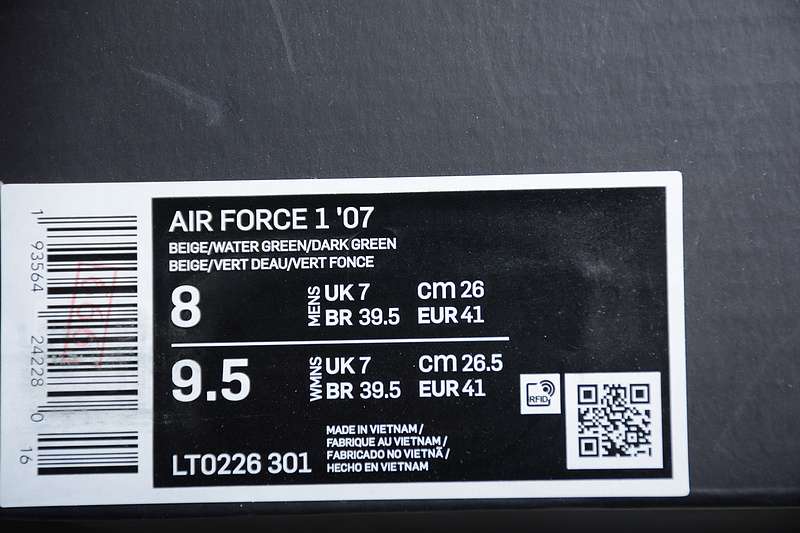 AIR FORCE 1 '07
BEIGE/WATER GREEN/DARK GREEN
BEIGE/VERT DEAU/VERT FONCE
8 MENS UK 7 cm 26
BR 39.5 EUR 41
9.5 WMNS UK 7 cm 26.5
BR 39.5 EUR 41
RFID
LT0226 301
MADE IN VIETNAM /
FABRIQUE AU VIETNAM /
FABRICADO NO VIETNÃ /
HECHO EN VIETNAM
1 93564 24228 0
16